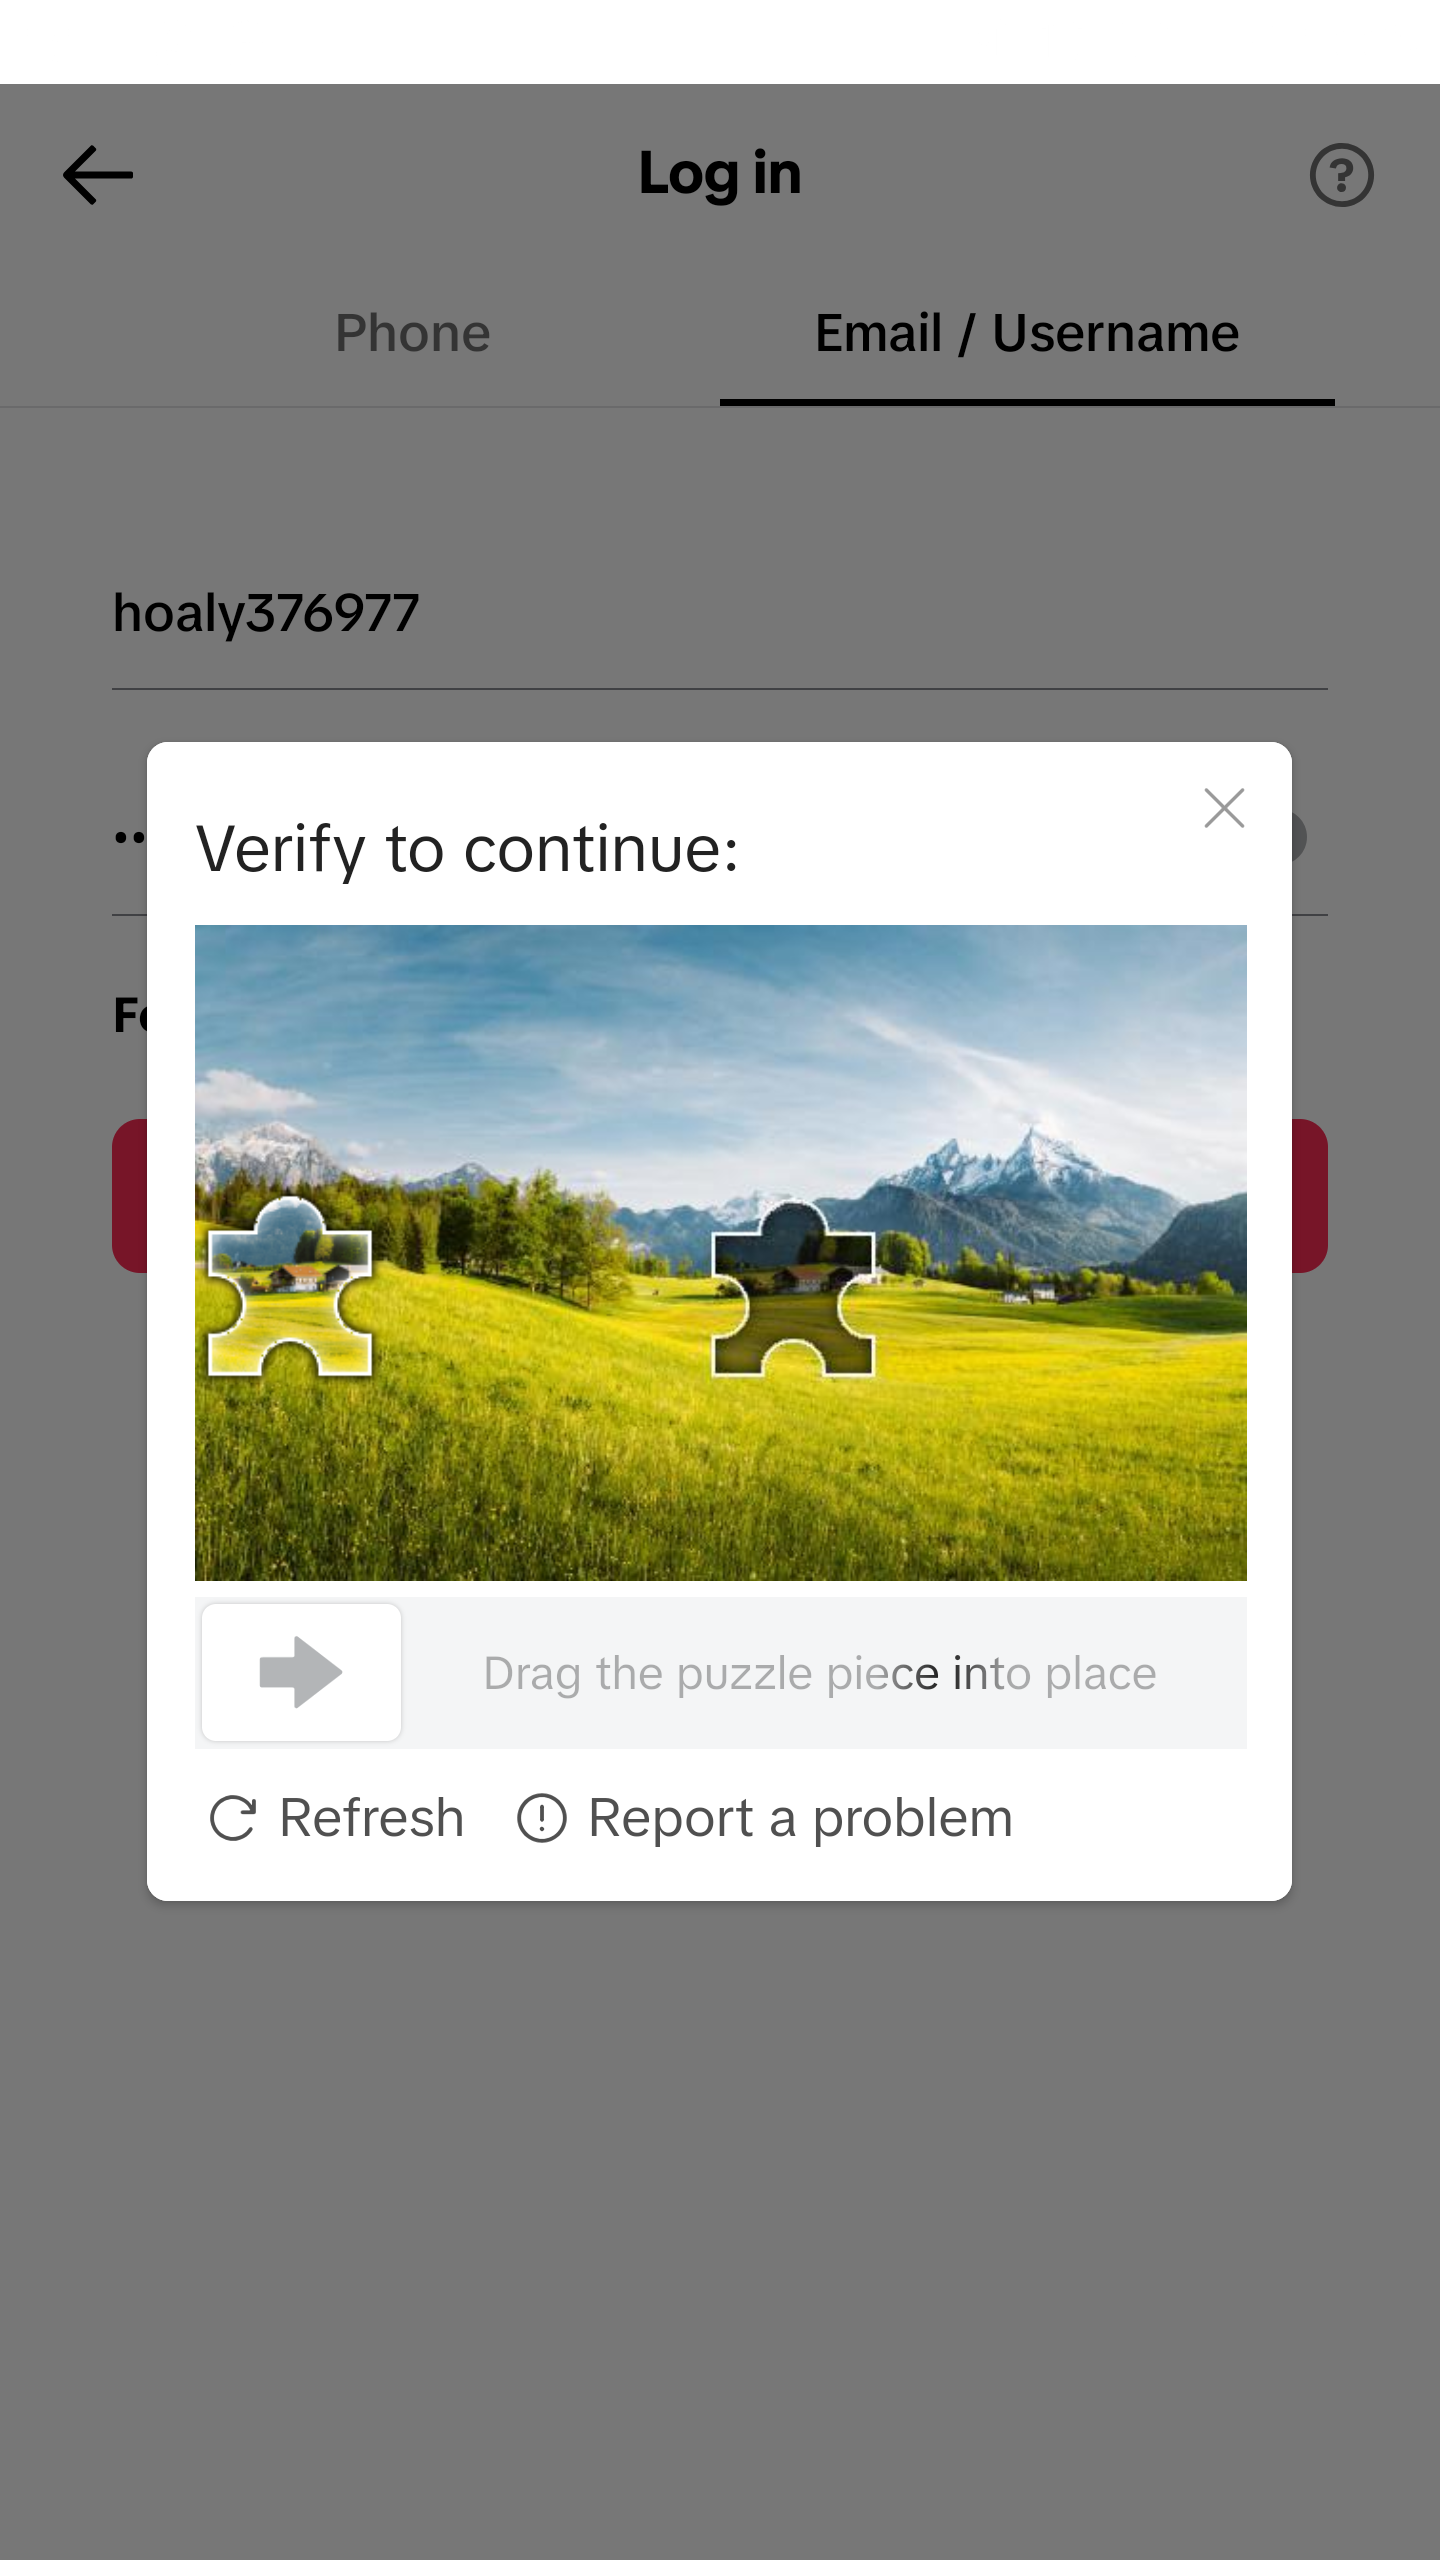 Log in
Phone
Email / Username
hoaly376977
Verify to continue:
Drag the puzzle piece into place
Refresh
Report a problem